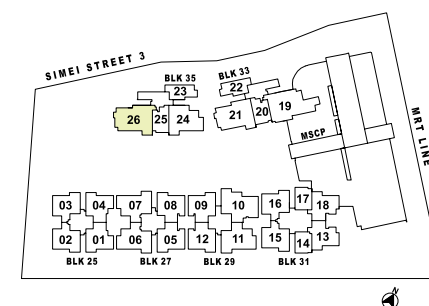 SIMEI STREET 3
BLK 35
BLK 33
23
22
26
25
24
21
20
19
MSCP
MRT LINE
03
04
07
08
09
10
16
17
18
02
01
06
05
12
11
15
14
13
BLK 25
BLK 27
BLK 29
BLK 31
N